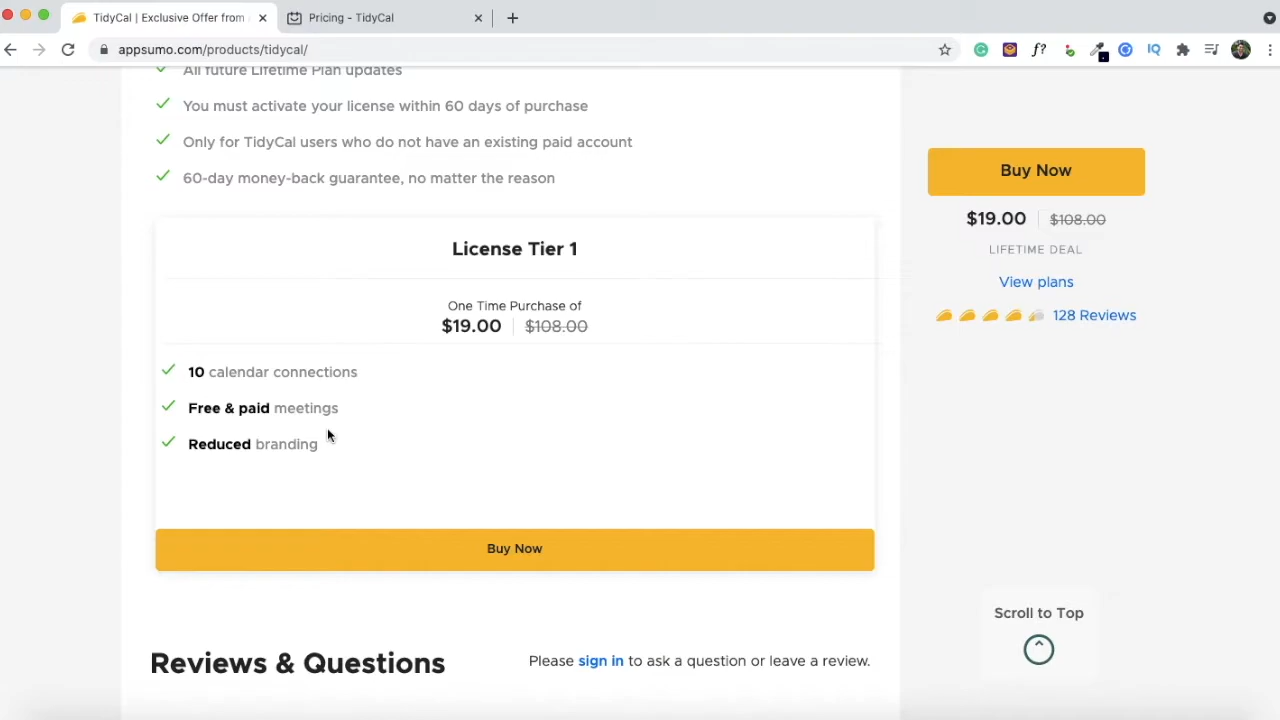 TidyCal | Exclusive Offer from
Pricing - TidyCal
appsumo.com/products/tidycal/
f?
IQ
All future Lifetime Plan updates
You must activate your license within 60 days of purchase
Only for TidyCal users who do not have an existing paid account
60-day money-back guarantee, no matter the reason
License Tier 1
One Time Purchase of
$19.00 $108.00
10 calendar connections
Free & paid meetings
Reduced branding
Buy Now
Reviews & Questions
Please sign in to ask a question or leave a review.
Buy Now
$19.00 $108.00
LIFETIME DEAL
View plans
128 Reviews
Scroll to Top